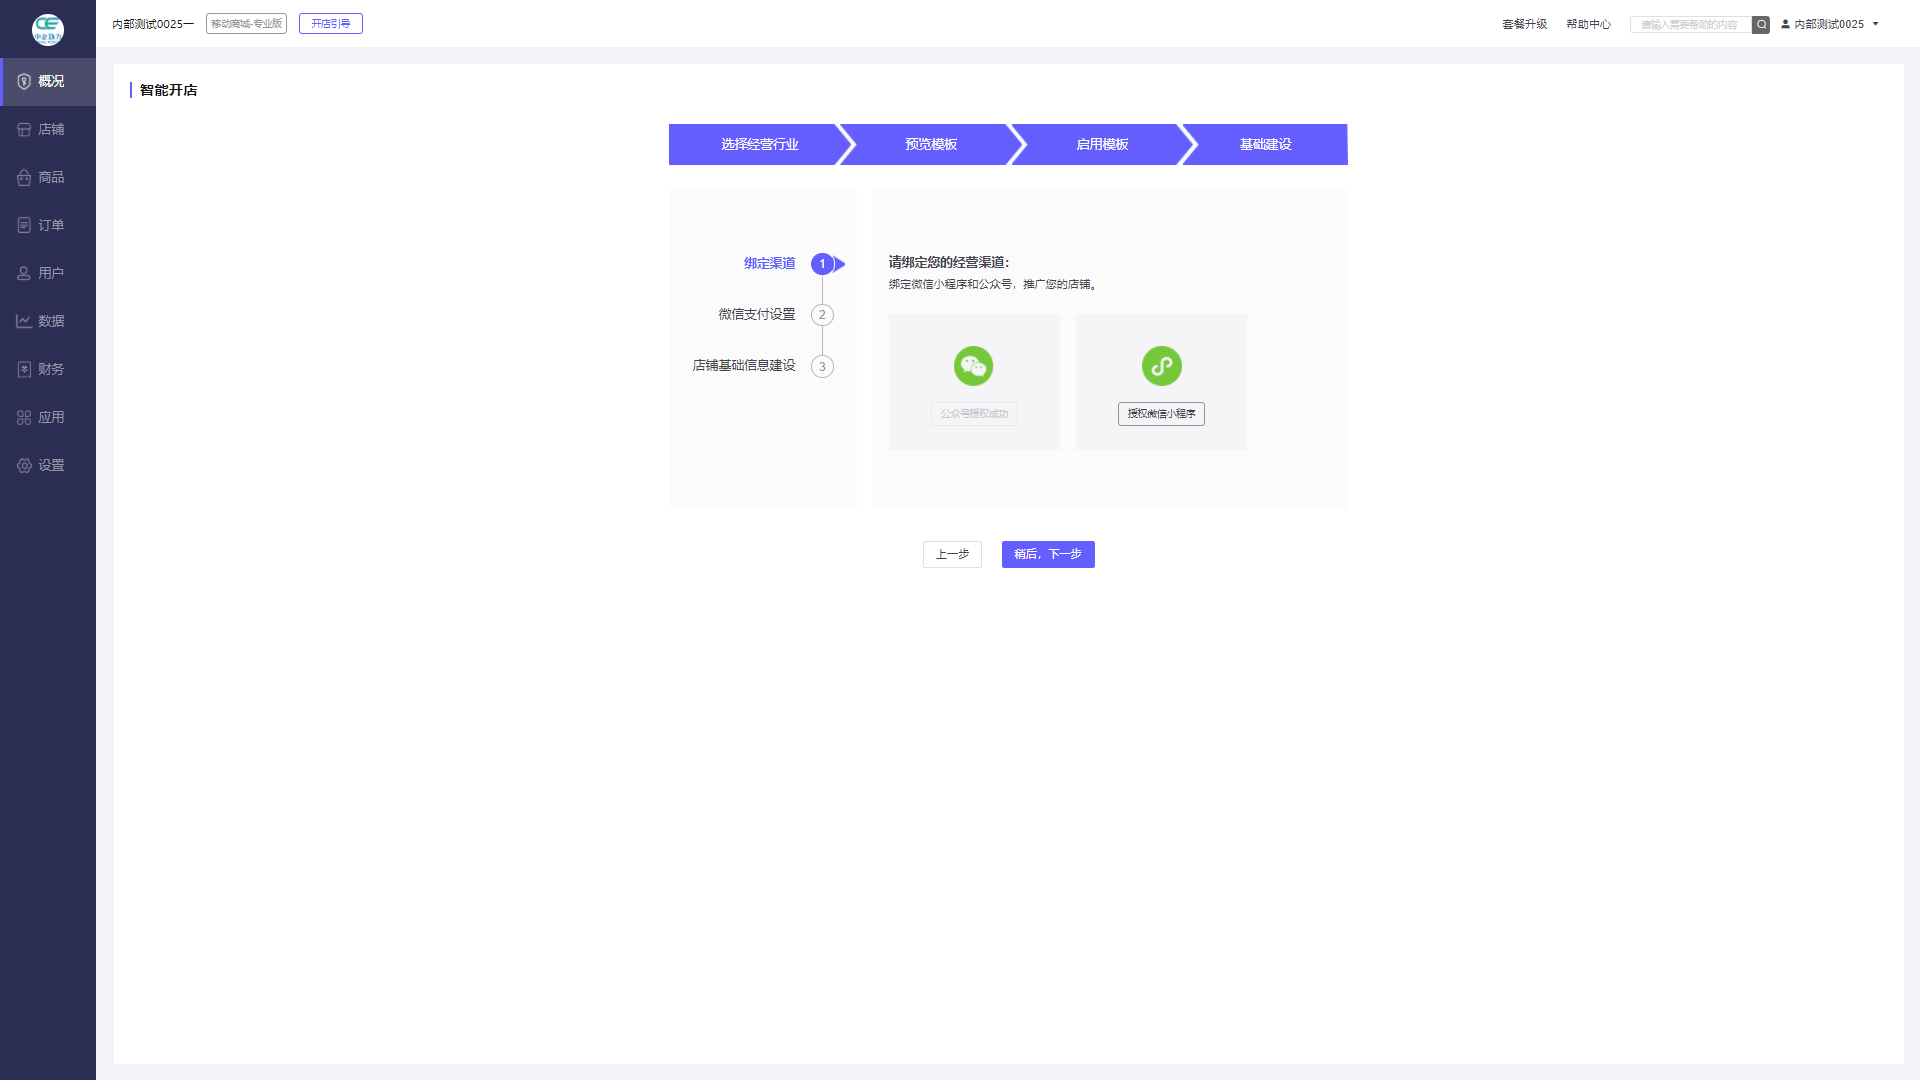 内部测试0025一
移动商城-专业版
开店引导
套餐升级
帮助中心
请输入需要帮助的内容
内部测试0025
概况
店铺
商品
订单
用户
数据
财务
应用
设置
智能开店
选择经营行业
预览模板
启用模板
基础建设
绑定渠道 1
微信支付设置 2
店铺基础信息建设 3
请绑定您的经营渠道：
绑定微信小程序和公众号，推广您的店铺。
公众号授权成功
授权微信小程序
上一步
稍后，下一步